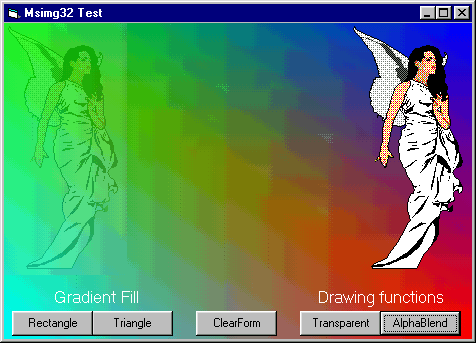 Msimg32 Test
Gradient Fill Drawing functions
Rectangle Triangle ClearForm Transparent AlphaBlend